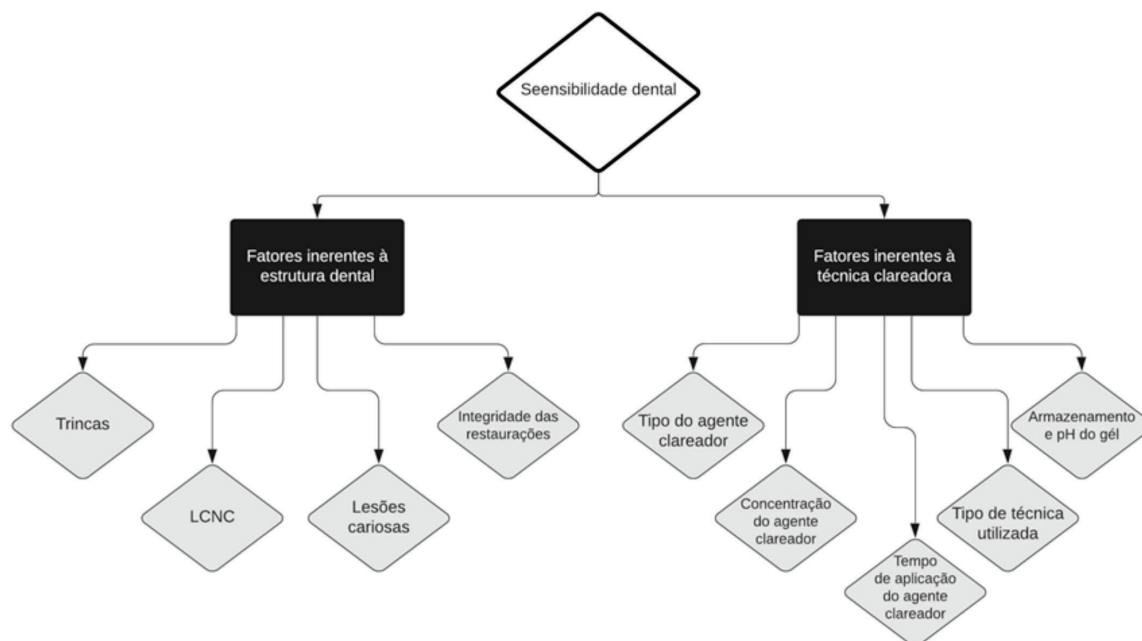 Seensibilidade dental
Fatores inerentes à
estrutura dental
Fatores inerentes à
técnica clareadora
Trincas
LCNC
Lesões
cariosas
Integridade das
restaurações
Tipo do agente
clareador
Concentração
do agente
clareador
Tempo
de aplicação
do agente
clareador
Tipo de técnica
utilizada
Armazenamento
e pH do gél